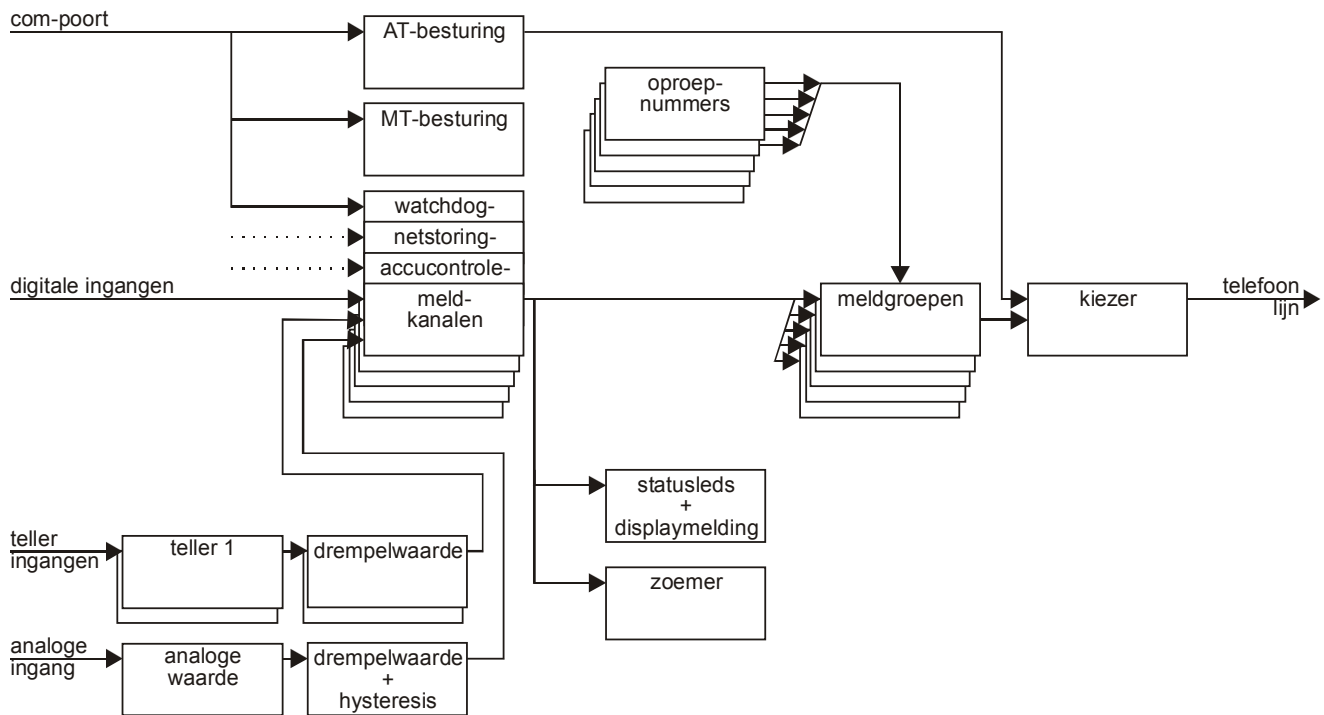 com-poort
AT-besturing
oproep-
nummers
MT-besturing
watchdog-
netstoring-
accucontrole-
digitale ingangen
meld-
kanalen
meldgroepen
kiezer
telefoon
lijn
statusleds
+
displaymelding
teller
ingangen
teller 1
drempelwaarde
zoemer
analoge
ingang
analoge
waarde
drempelwaarde
+
hysteresis